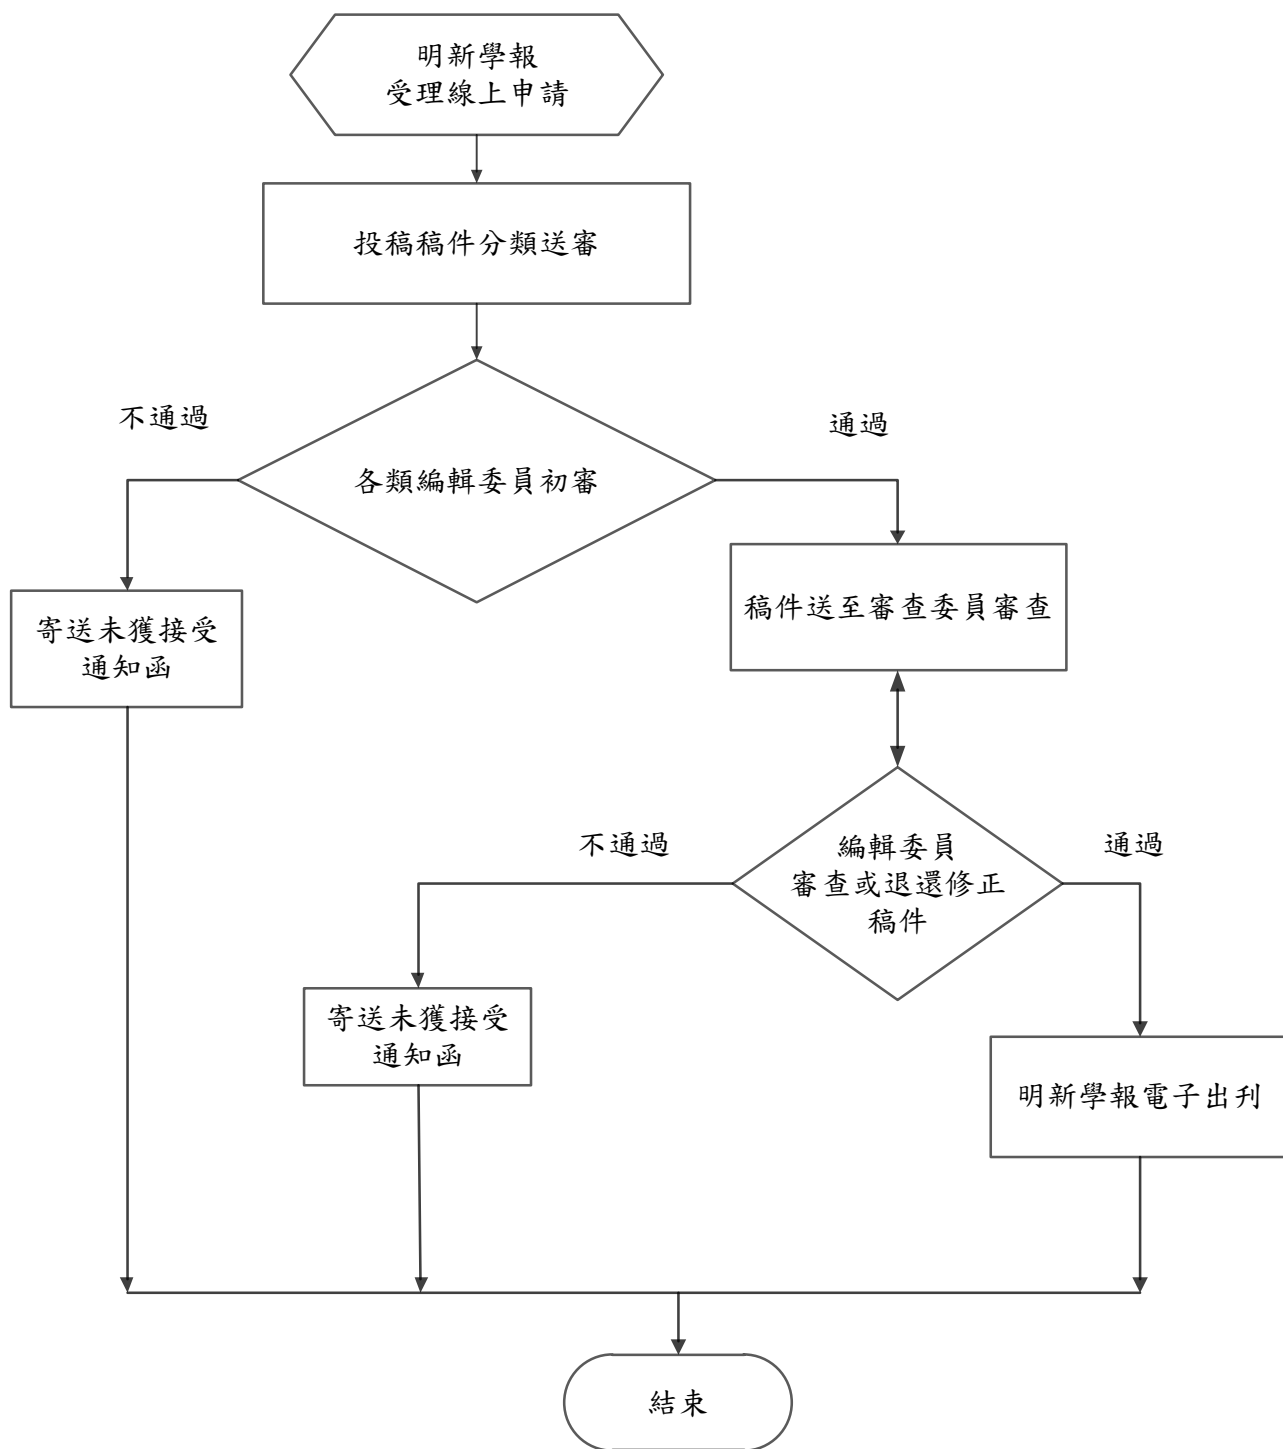 明新學報
受理線上申請
投稿稿件分類送審
不通過
通過
各類編輯委員初審
稿件送至審查委員審查
寄送未獲接受
通知函
不通過
通過
編輯委員
審查或退還修正
稿件
寄送未獲接受
通知函
明新學報電子出刋
結束